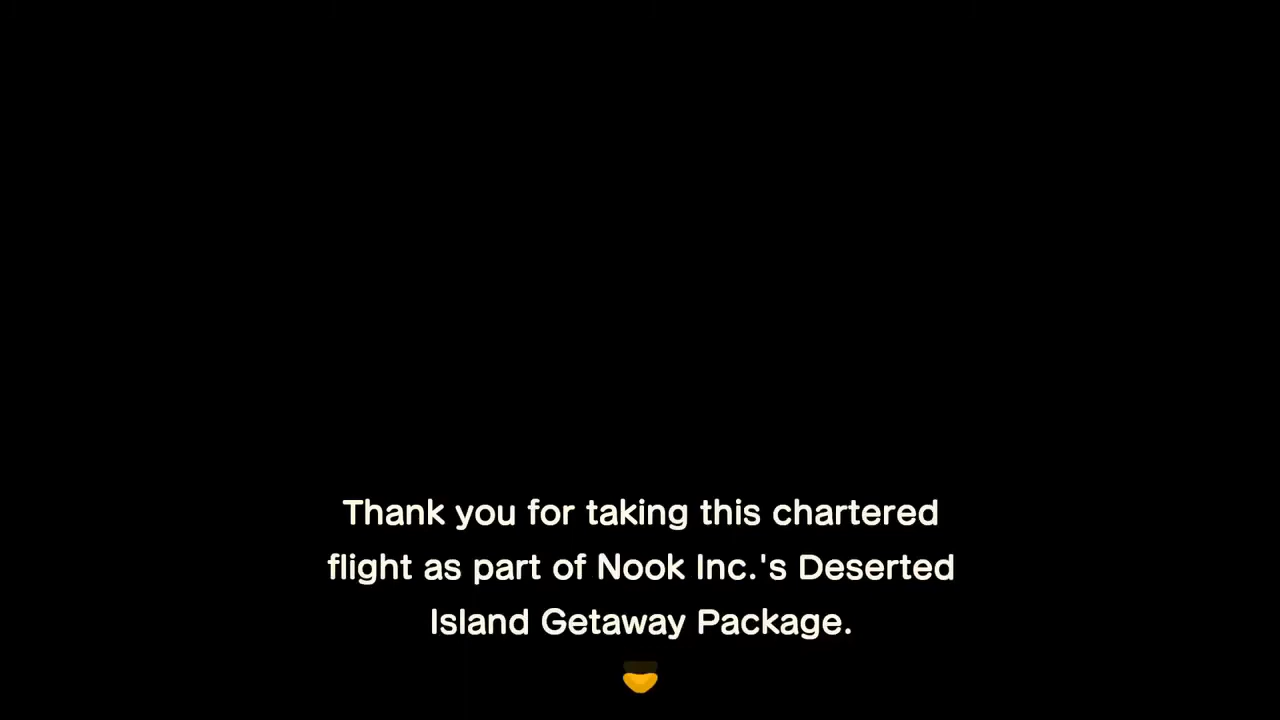 Thank you for taking this chartered
flight as part of Nook Inc.'s Deserted
Island Getaway Package.